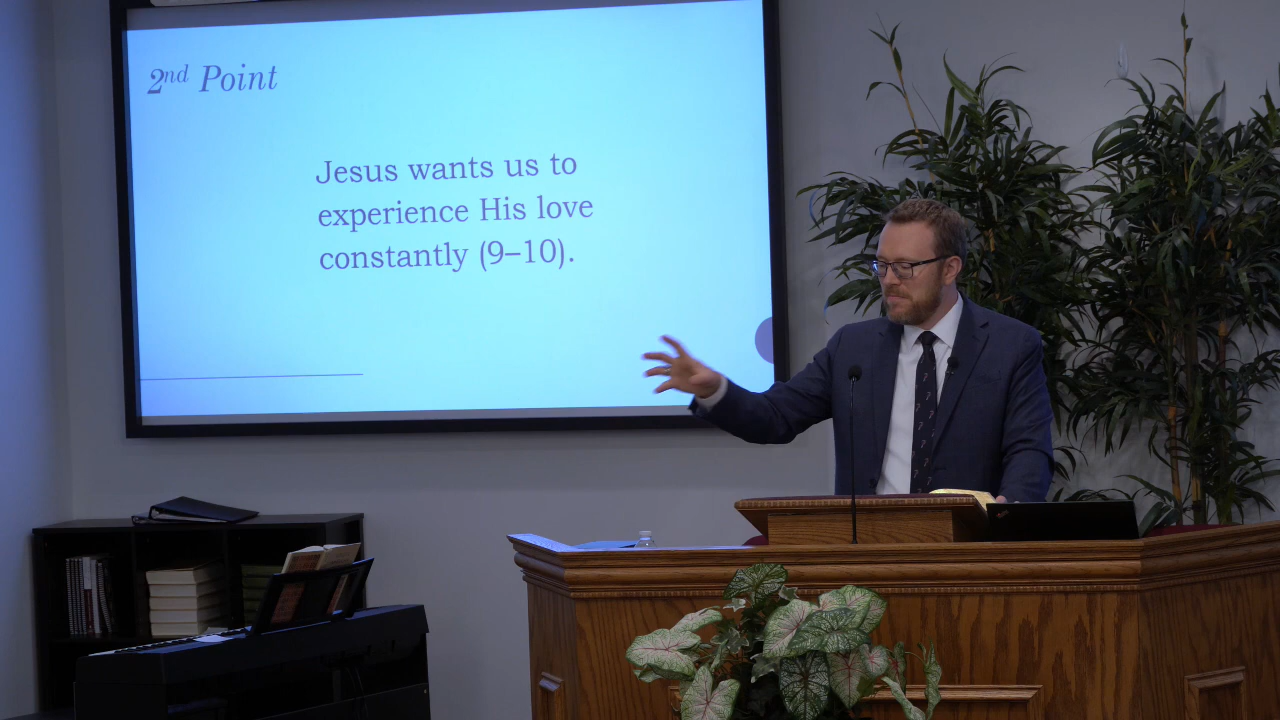 2nd Point
Jesus wants us to
experience His love
constantly (9–10).